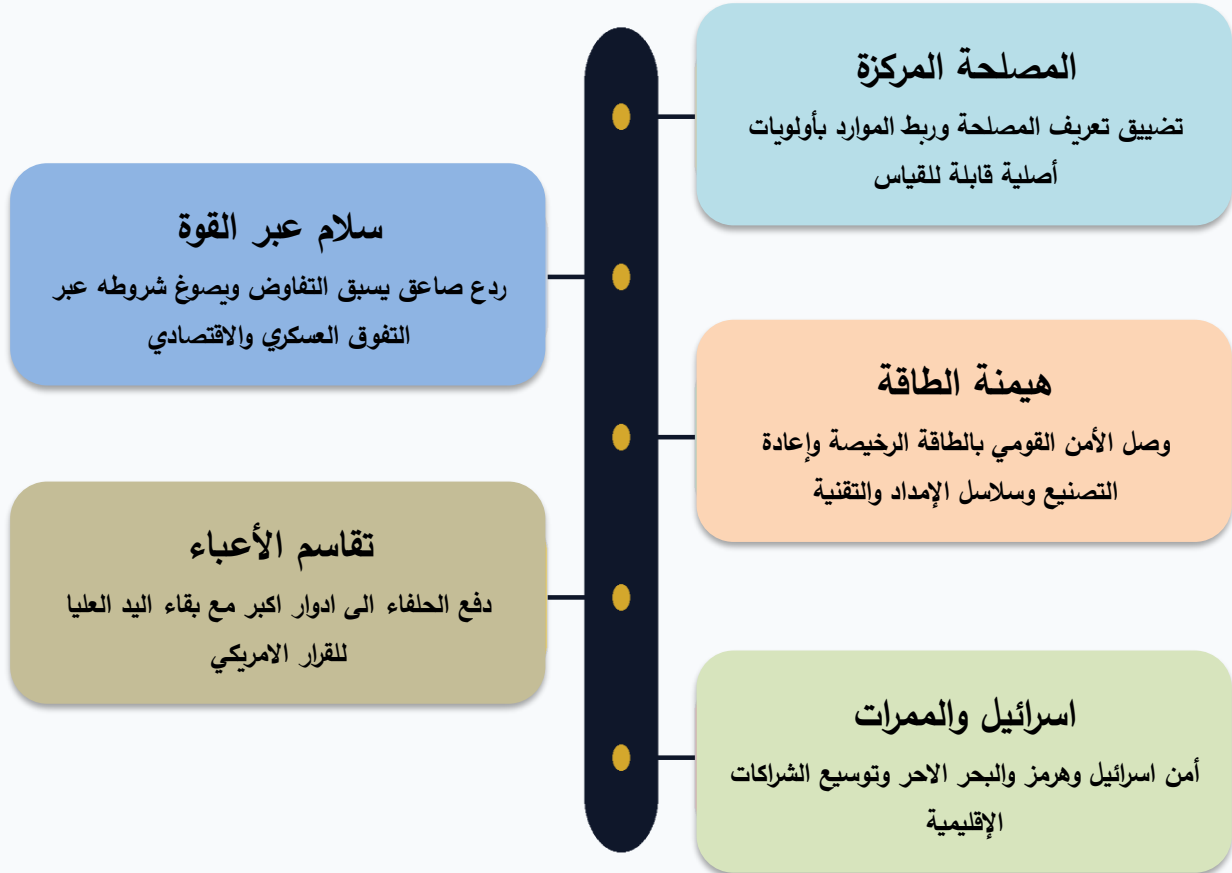 المصلحة المركزة
تضييق تعريف المصلحة وربط الموارد بأولويات
أصلية قابلة للقياس
سلام عبر القوة
ردع صاعق يسبق التفاوض ويصوغ شروطه عبر
التفوق العسكري والاقتصادي
هيمنة الطاقة
وصل الأمن القومي بالطاقة الرخيصة وإعادة
التصنيع وسلاسل الإمداد والتقنية
تقاسم الأعباء
دفع الحلفاء الى ادوار اكبر مع بقاء اليد العليا
للقرار الامريكي
اسرائيل والممرات
أمن اسرائيل وهرمز والبحر الاحر وتوسيع الشراكات
الإقليمية